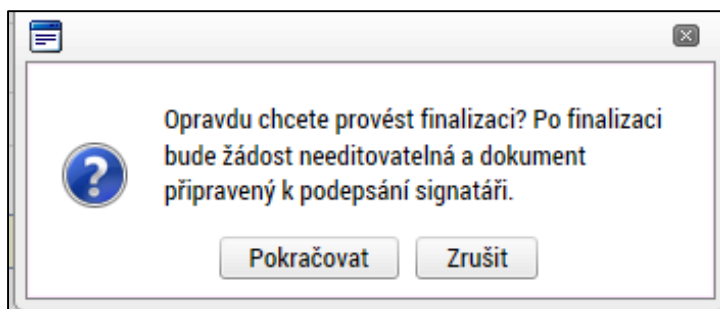 Opravdu chcete provést finalizaci? Po finalizaci
bude žádost needitovatelná a dokument
připravený k podepsání signatáři.
Pokračovat Zrušit